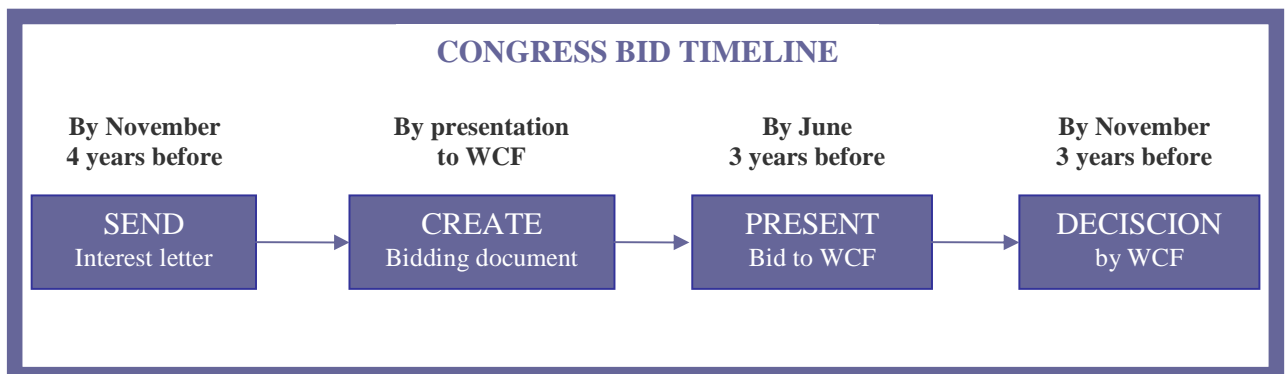 CONGRESS BID TIMELINE
By November
4 years before
By presentation
to WCF
By June
3 years before
By November
3 years before
SEND
Interest letter
CREATE
Bidding document
PRESENT
Bid to WCF
DECISCION
by WCF